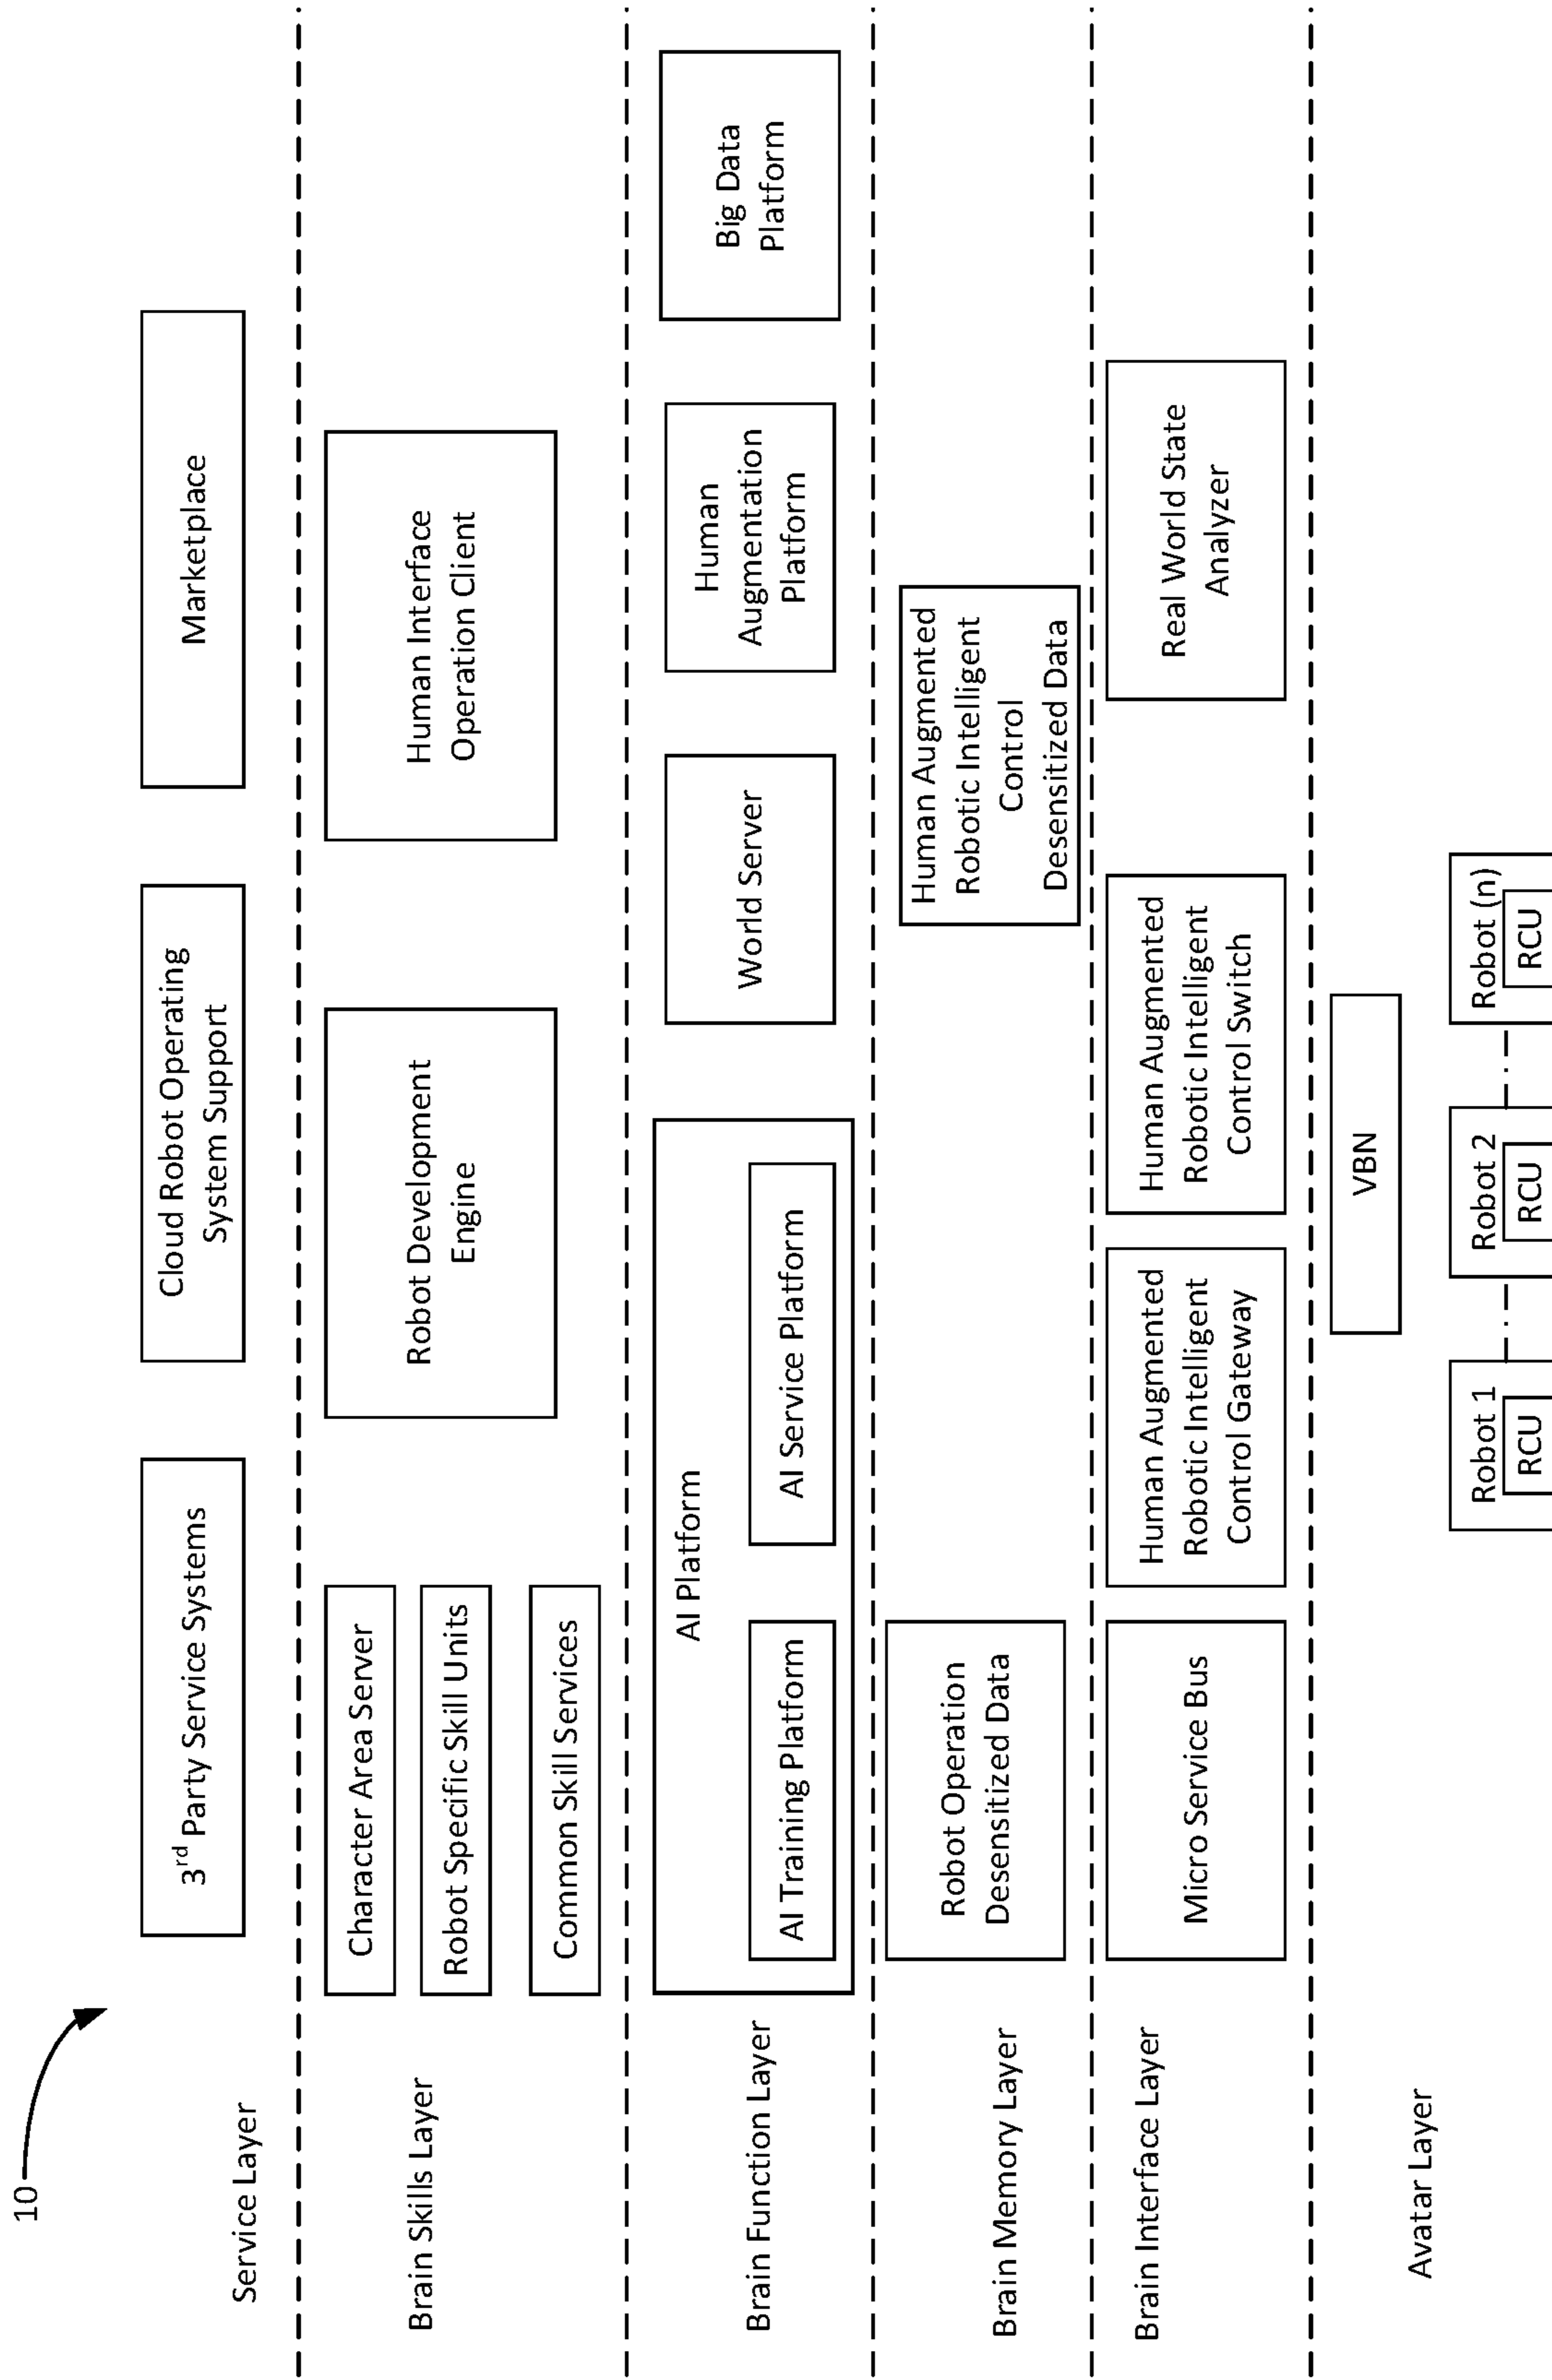 10
Service Layer
3rd Party Service Systems
Cloud Robot Operating
System Support
Marketplace
Brain Skills Layer
Character Area Server
Robot Specific Skill Units
Common Skill Services
Robot Development
Engine
Human Interface
Operation Client
Brain Function Layer
AI Platform
AI Training Platform
AI Service Platform
World Server
Human
Augmentation
Platform
Big Data
Platform
Brain Memory Layer
Robot Operation
Desensitized Data
Human Augmented
Robotic Intelligent
Control
Desensitized Data
Brain Interface Layer
Micro Service Bus
Human Augmented
Robotic Intelligent
Control Gateway
Human Augmented
Robotic Intelligent
Control Switch
Real World State
Analyzer
Avatar Layer
VBN
Robot 1
RCU
Robot 2
RCU
Robot (n)
RCU